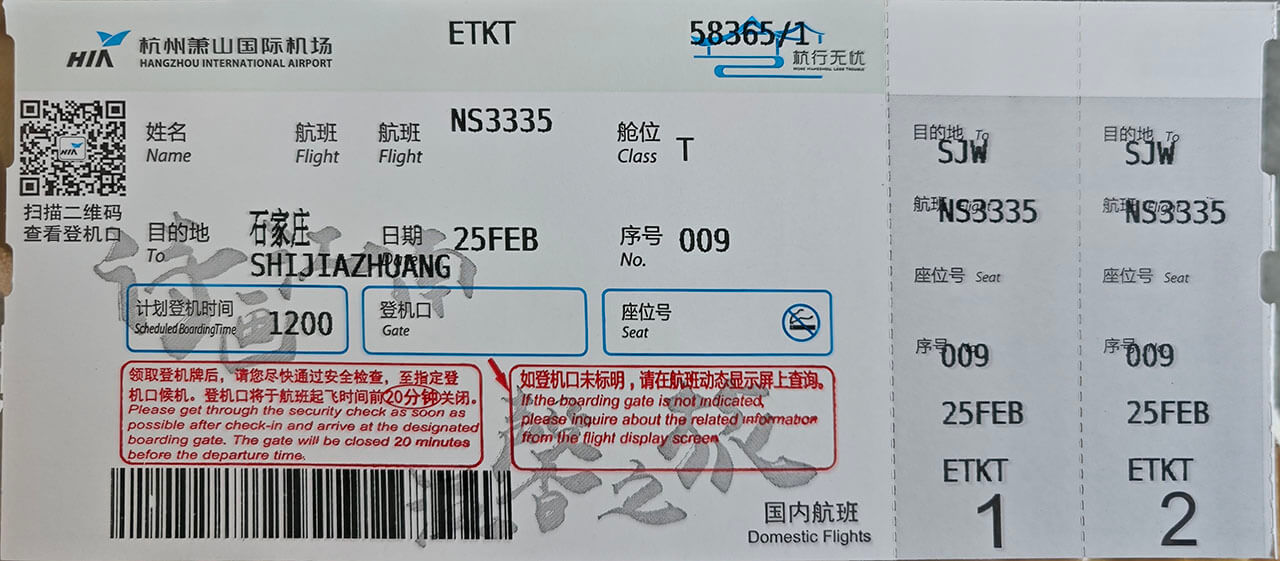 HIA 杭州萧山国际机场
HANGZHOU INTERNATIONAL AIRPORT
ETKT
58365/1
杭行无忧
扫描二维码
查看登机口
姓名
Name
航班
Flight
航班
Flight
NS3335
舱位
Class
T
目的地
To
石家庄
SHIJIAZHUANG
日期
Date
25FEB
序号
No.
009
计划登机时间
Scheduled BoardingTime
1200
登机口
Gate
座位号
Seat
领取登机牌后，请您尽快通过安全检查，至指定登
机口候机。登机口将于航班起飞时间前20分钟关闭。
Please get through the security check as soon as
possible after check-in and arrive at the designated
boarding gate. The gate will be closed 20 minutes
before the departure time.
如登机口未标明，请在航班动态显示屏上查询。
If the boarding gate is not indicated,
please inquire about the related information
from the flight display screen.
国内航班
Domestic Flights
目的地 To
SJW
航班 Flight
NS3335
座位号 Seat
序号
009
25FEB
ETKT
1
目的地 To
SJW
航班 Flight
NS3335
座位号 Seat
序号
009
25FEB
ETKT
2